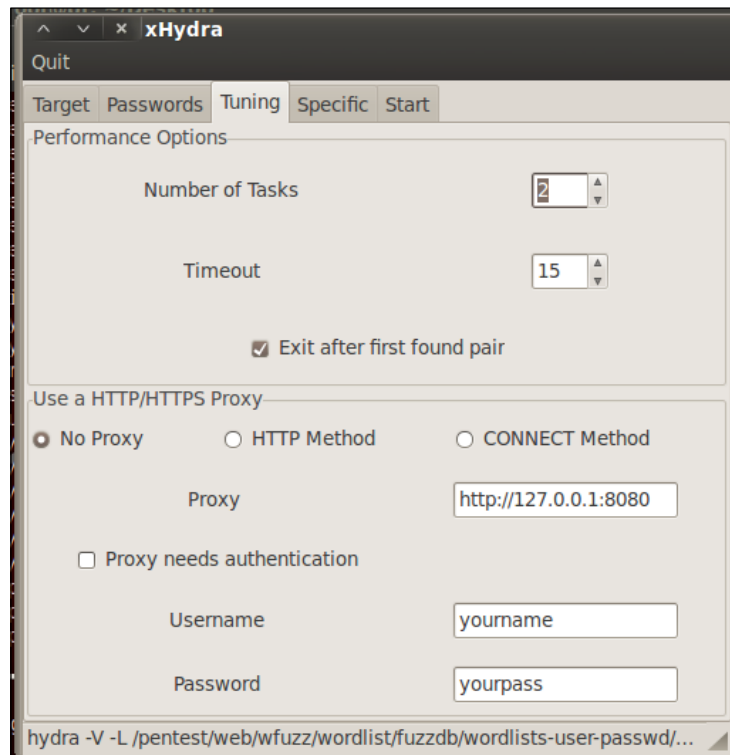 xHydra
Quit
Target Passwords Tuning Specific Start
Performance Options
Number of Tasks 2
Timeout 15
Exit after first found pair
Use a HTTP/HTTPS Proxy
No Proxy HTTP Method CONNECT Method
Proxy http://127.0.0.1:8080
Proxy needs authentication
Username yourname
Password yourpass
hydra -V -L /pentest/web/wfuzz/wordlist/fuzzdb/wordlists-user-passwd/...